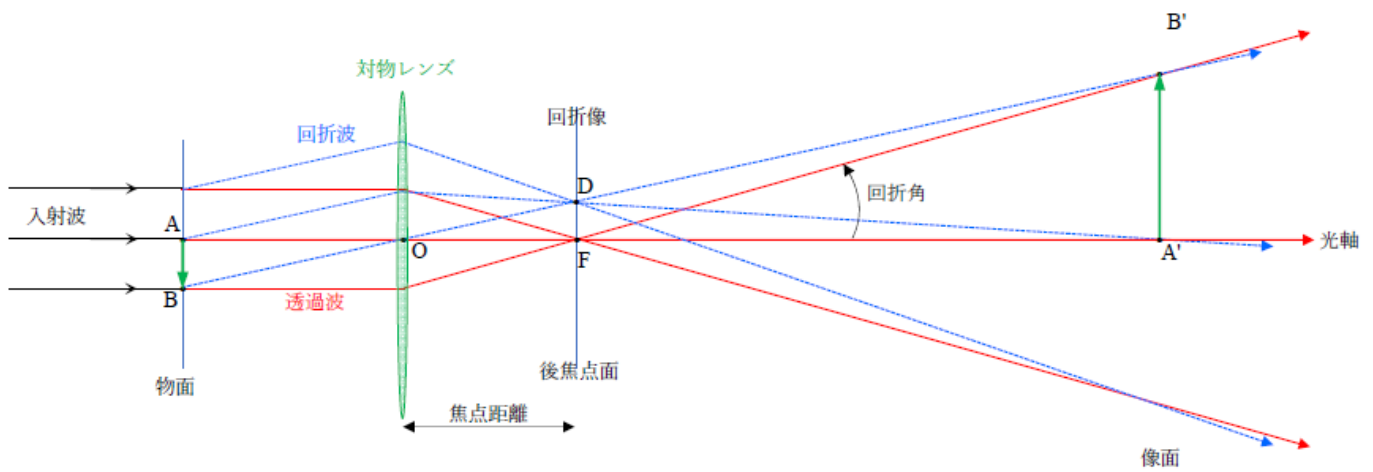 B'
対物レンズ
回折像
回折波
D
回折角
入射波
A
O
F
A'
光軸
B
透過波
物面
後焦点面
焦点距離
像面